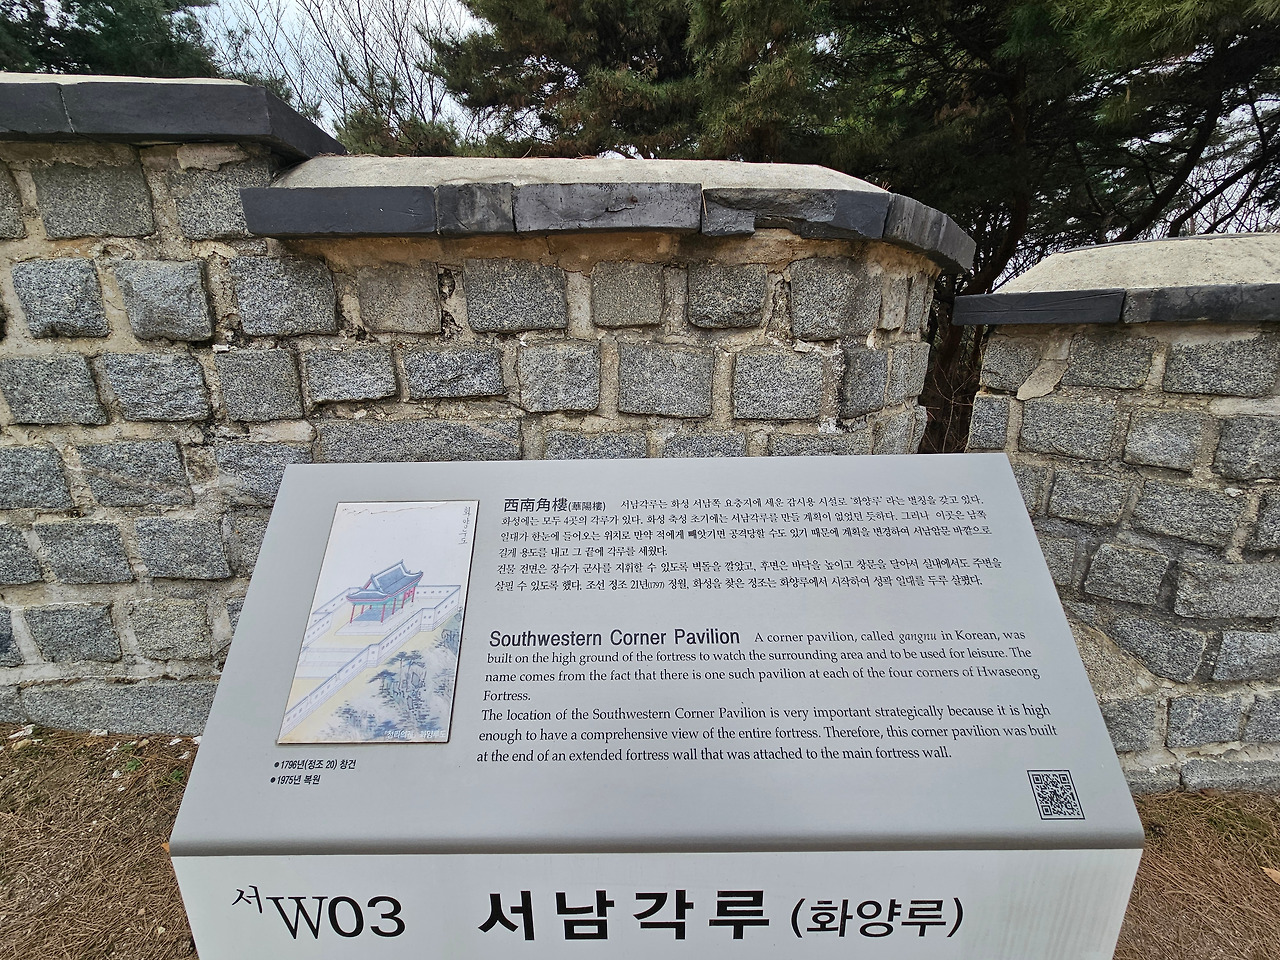 화양루도
"정리의궤" 화양루도
●1796년(정조 20) 창건
●1975년 복원
西南角樓(華陽樓) 서남각루는 화성 서남쪽 요충지에 세운 감시용 시설로 '화양루' 라는 별칭을 갖고 있다.
화성에는 모두 4곳의 각루가 있다. 화성 축성 초기에는 서남각루를 만들 계획이 없었던 듯하다. 그러나 이곳은 남쪽
일대가 한눈에 들어오는 위치로 만약 적에게 빼앗기면 공격당할 수도 있기 때문에 계획을 변경하여 서남암문 바깥으로
길게 용도를 내고 그 끝에 각루를 세웠다.
건물 전면은 장수가 군사를 지휘할 수 있도록 벽돌을 깔았고, 후면은 바닥을 높이고 창문을 달아서 실내에서도 주변을
살필 수 있도록 했다. 조선 정조 21년(1797) 정월, 화성을 찾은 정조는 화양루에서 시작하여 성곽 일대를 두루 살폈다.
Southwestern Corner Pavilion A corner pavilion, called gangnu in Korean, was
built on the high ground of the fortress to watch the surrounding area and to be used for leisure. The
name comes from the fact that there is one such pavilion at each of the four corners of Hwaseong
Fortress.
The location of the Southwestern Corner Pavilion is very important strategically because it is high
enough to have a comprehensive view of the entire fortress. Therefore, this corner pavilion was built
at the end of an extended fortress wall that was attached to the main fortress wall.
서W03 서남각루 (화양루)